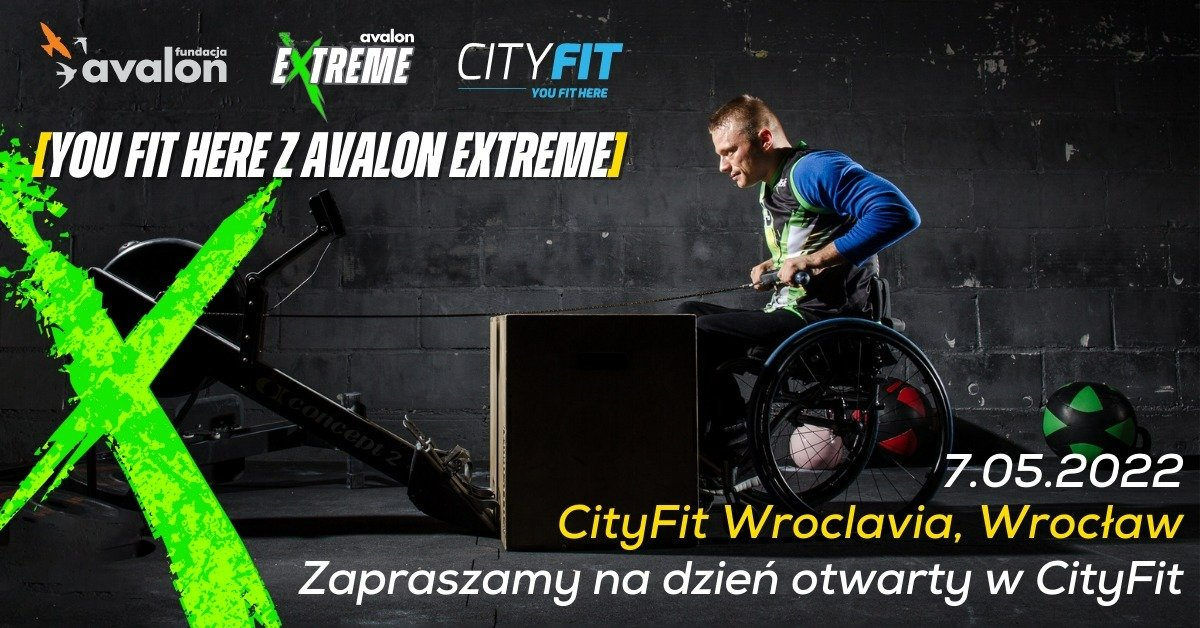 fundacja
avalon
avalon
EXTREME
CITYFIT
YOU FIT HERE
[YOU FIT HERE Z AVALON EXTREME]
concept 2
7.05.2022
CityFit Wroclavia, Wrocław
Zapraszamy na dzień otwarty w CityFit